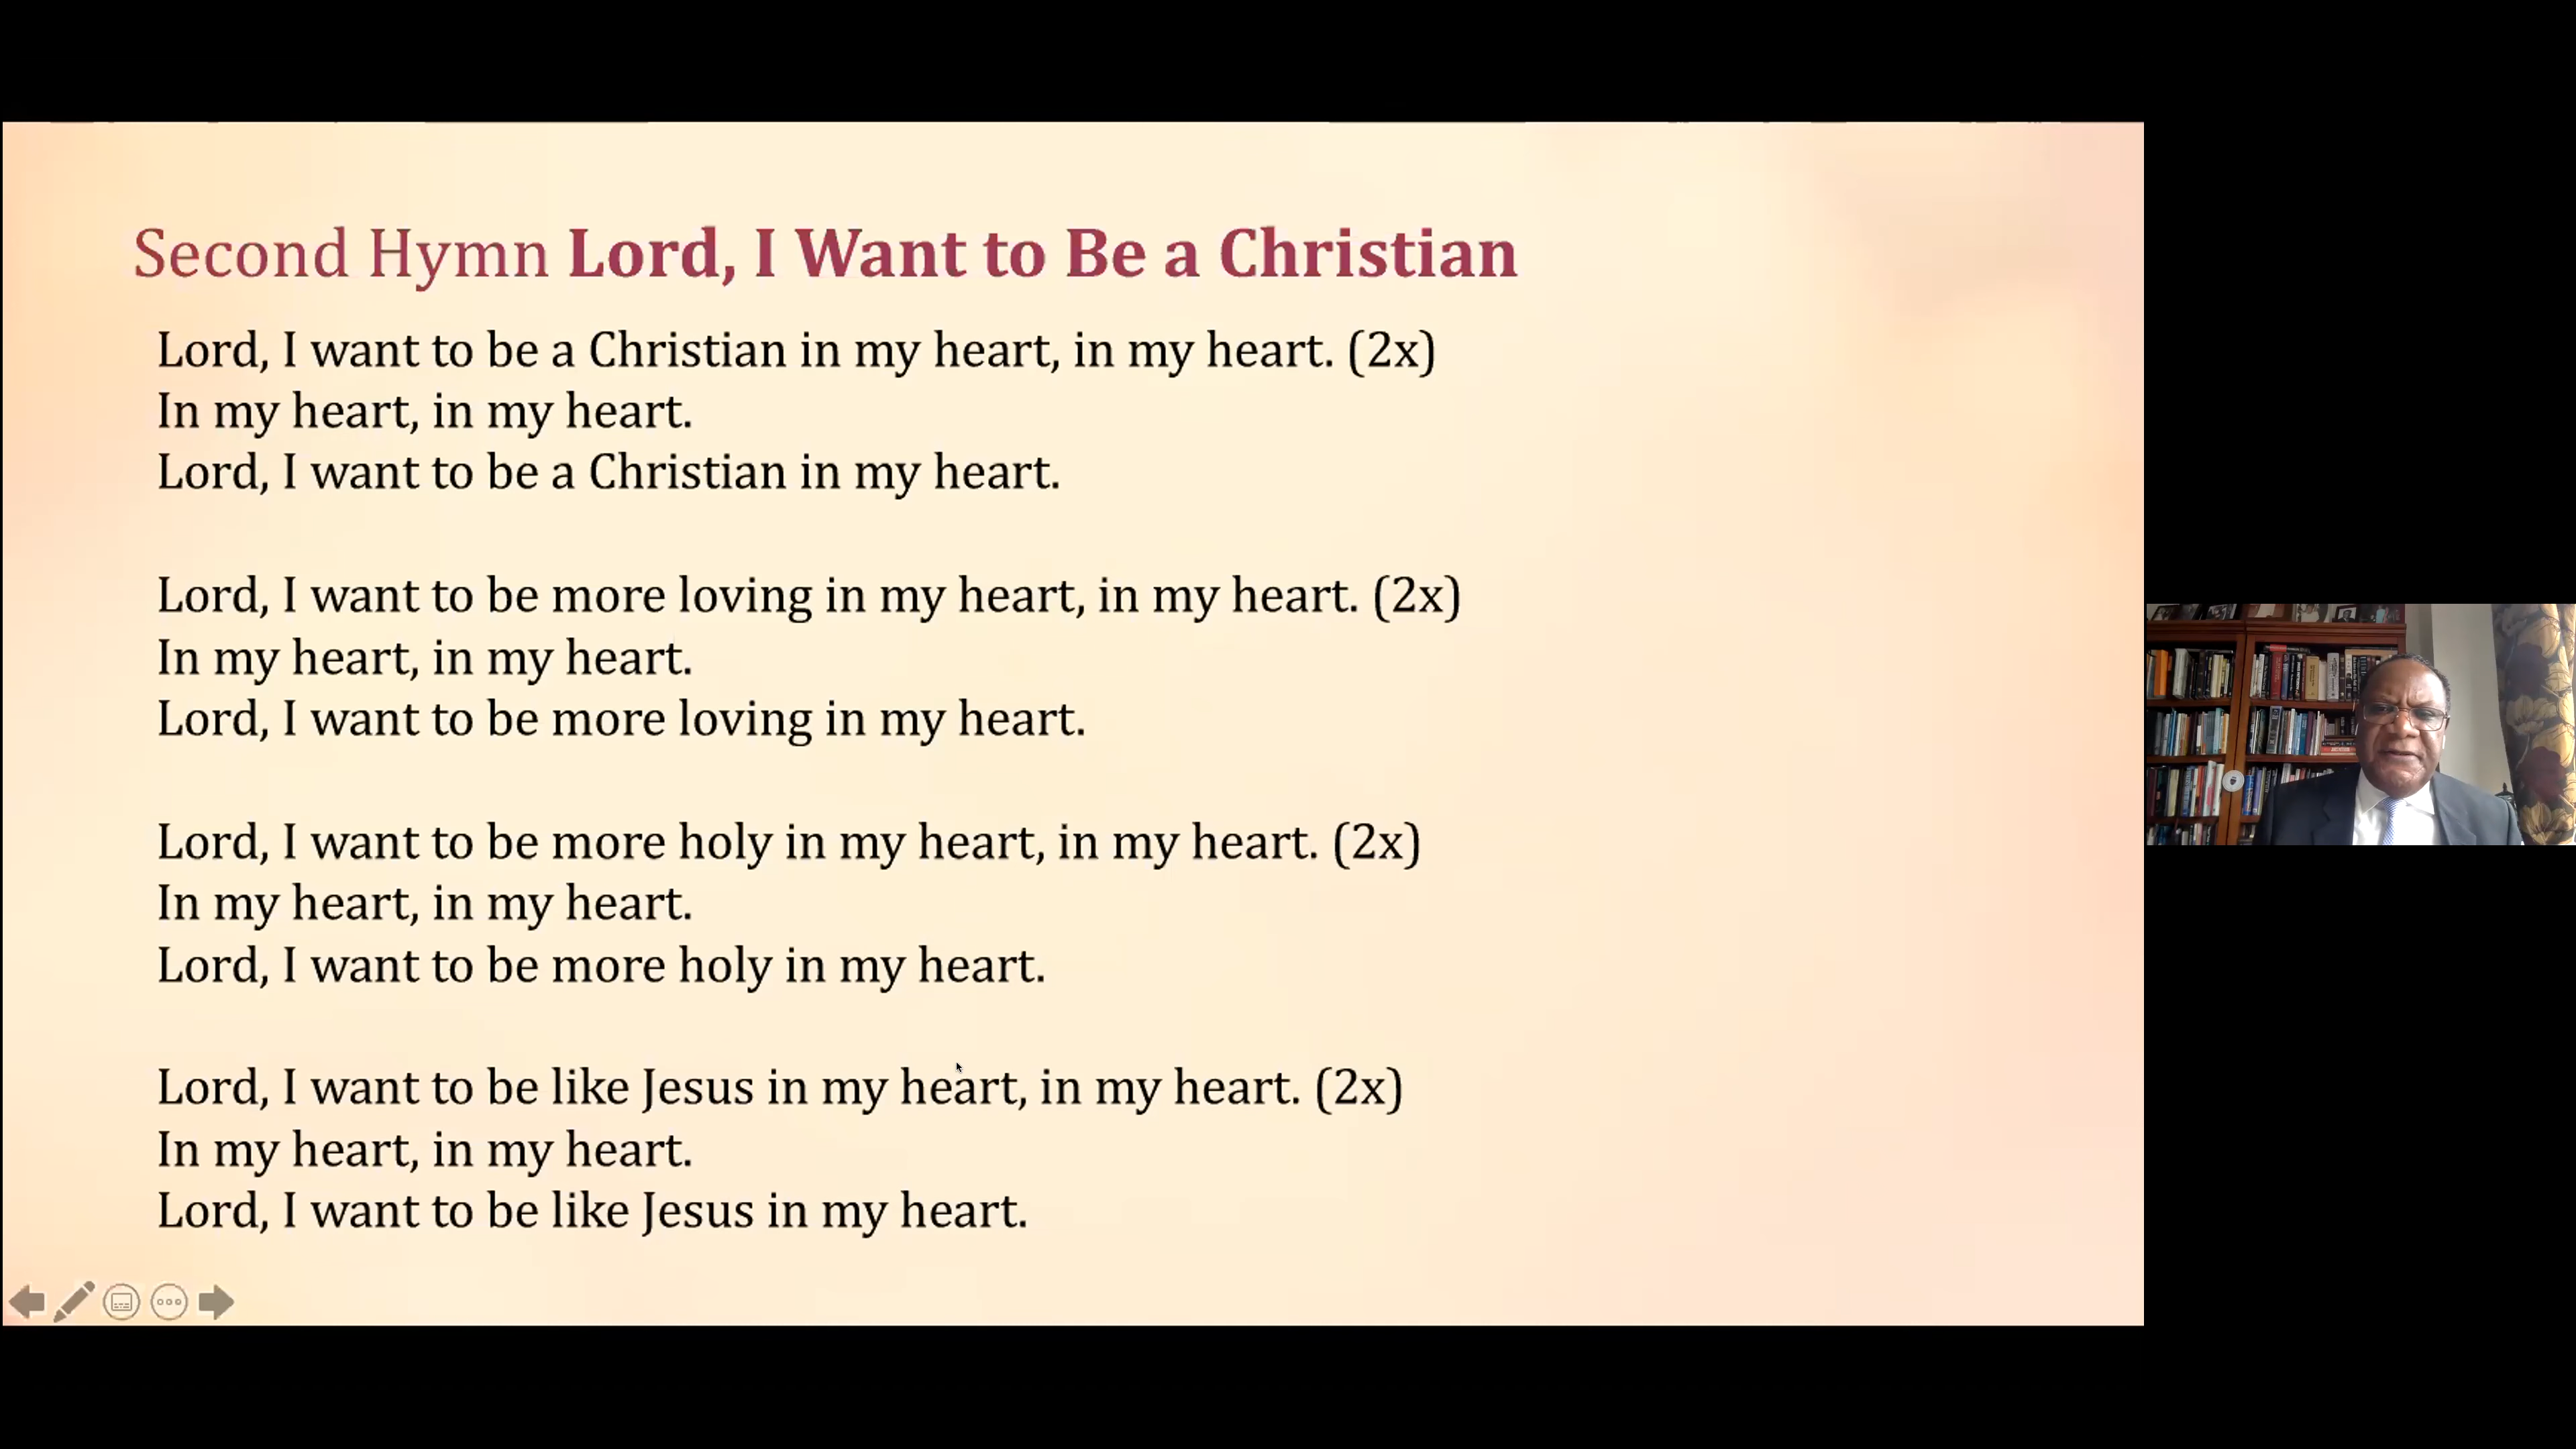 Second Hymn Lord, I Want to Be a Christian
Lord, I want to be a Christian in my heart, in my heart. (2x)
In my heart, in my heart.
Lord, I want to be a Christian in my heart.
Lord, I want to be more loving in my heart, in my heart. (2x)
In my heart, in my heart.
Lord, I want to be more loving in my heart.
Lord, I want to be more holy in my heart, in my heart. (2x)
In my heart, in my heart.
Lord, I want to be more holy in my heart.
Lord, I want to be like Jesus in my heart, in my heart. (2x)
In my heart, in my heart.
Lord, I want to be like Jesus in my heart.